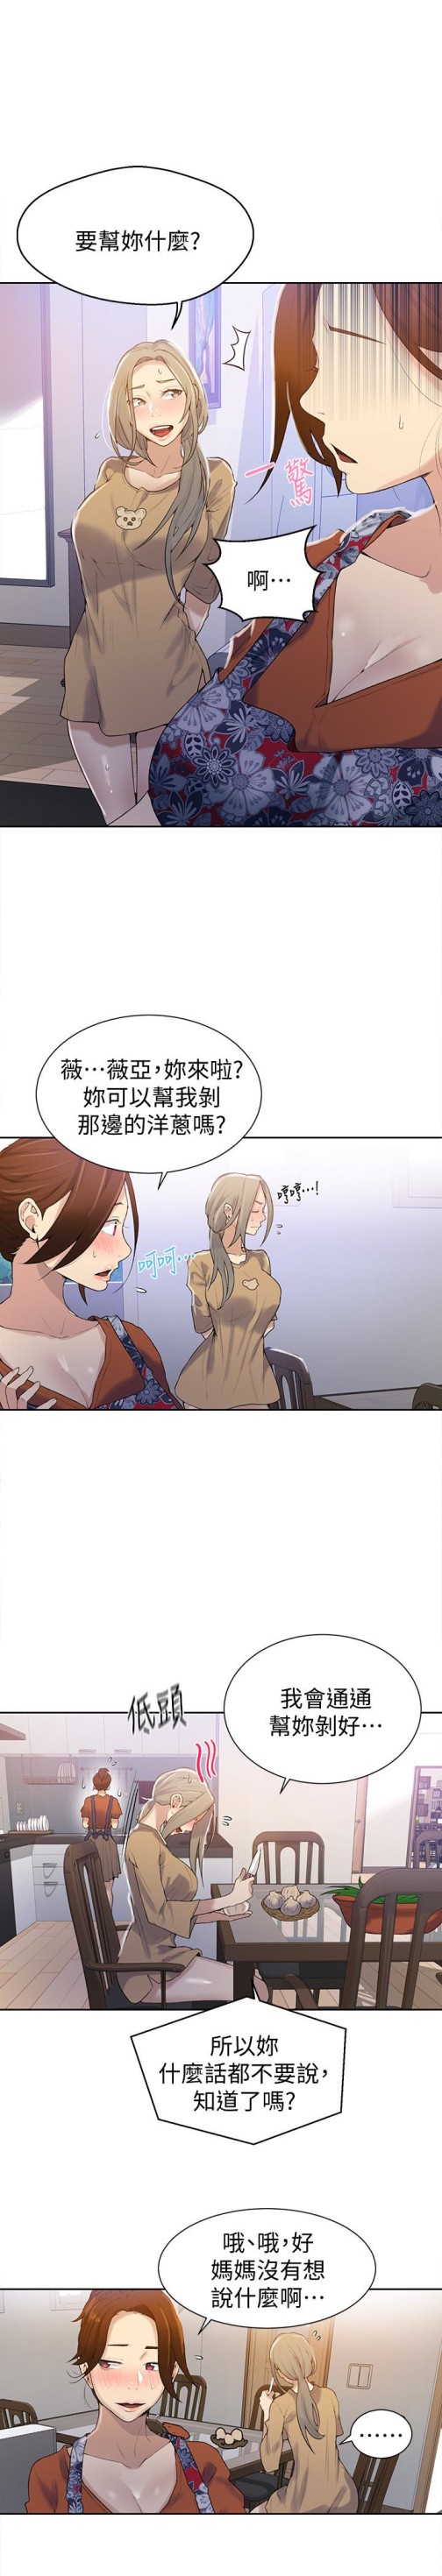 要幫妳什麼?
驚
啊⋯
薇⋯薇亞,妳來啦?
妳可以幫我剝
那邊的洋蔥嗎?
哼哼⋯!
呵呵⋯
我會通通
幫妳剝好⋯
低頭
所以妳
什麼話都不要說,
知道了嗎?
哦、哦,好
媽媽沒有想
說什麼啊⋯
⋯⋯